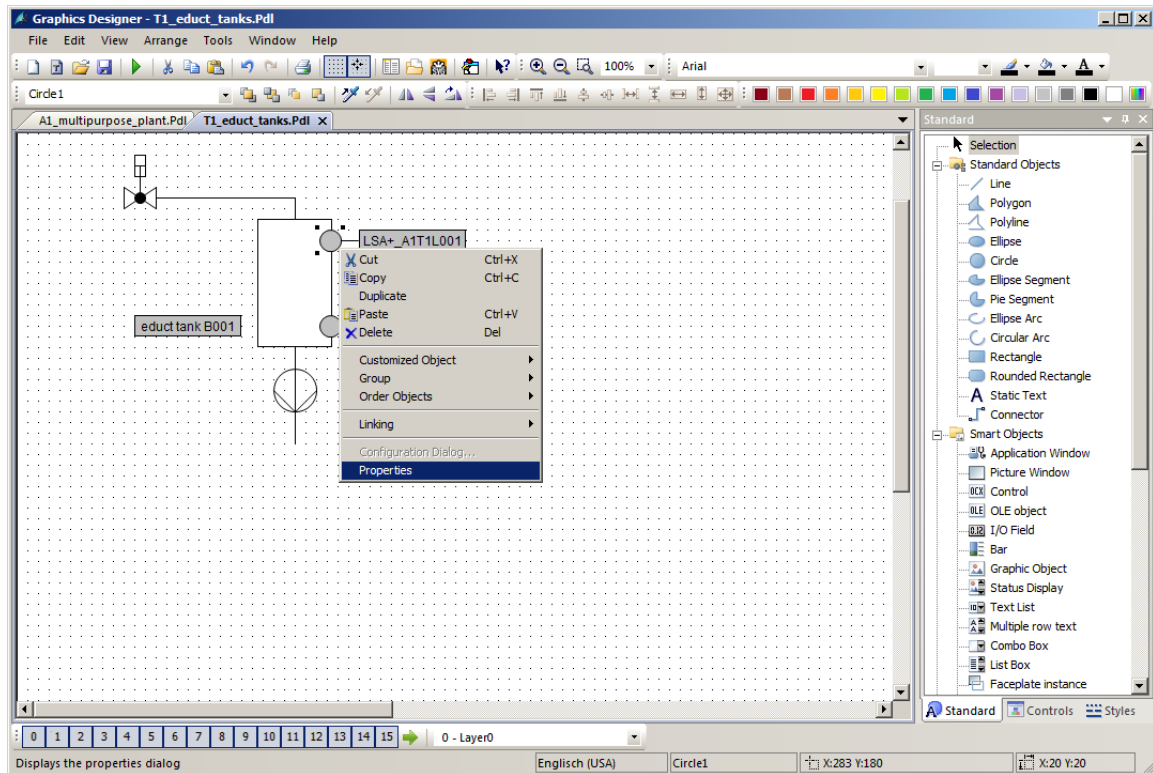 Graphics Designer - T1_educt_tanks.Pdl
File Edit View Arrange Tools Window Help
100% Arial
Circle1
A1_multipurpose_plant.Pdl T1_educt_tanks.Pdl X
Standard
LSA+_A1T1L001
educt tank B001
Cut Ctrl+X
Copy Ctrl+C
Duplicate
Paste Ctrl+V
Delete Del
Customized Object
Group
Order Objects
Linking
Configuration Dialog...
Properties
Selection
Standard Objects
Line
Polygon
Polyline
Ellipse
Circle
Ellipse Segment
Pie Segment
Ellipse Arc
Circular Arc
Rectangle
Rounded Rectangle
A Static Text
Connector
Smart Objects
Application Window
Picture Window
OCX Control
OLE OLE object
0.12 I/O Field
Bar
Graphic Object
Status Display
Text List
Multiple row text
Combo Box
List Box
Faceplate instance
Standard Controls Styles
0 1 2 3 4 5 6 7 8 9 10 11 12 13 14 15 0 - Layer0
Displays the properties dialog Englisch (USA) Circle1 X:283 Y:180 X:20 Y:20